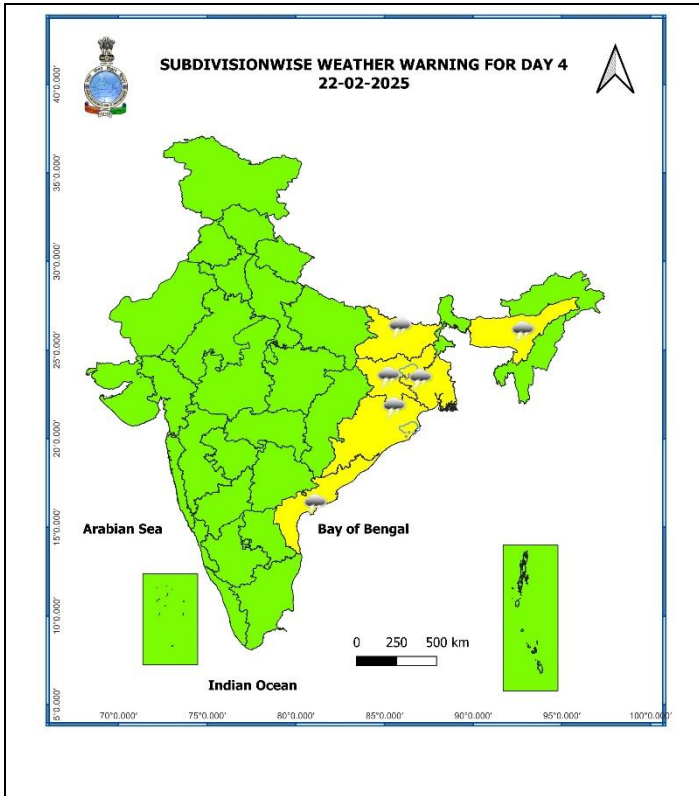 SUBDIVISIONWISE WEATHER WARNING FOR DAY 4
22-02-2025
40°0.000'
35°0.000'
30°0.000'
25°0.000'
20°0.000'
15°0.000'
10°0.000'
5°0.000'
Arabian Sea
Bay of Bengal
0 250 500 km
Indian Ocean
70°0.000' 75°0.000' 80°0.000' 85°0.000' 90°0.000' 95°0.000' 100°0.000'